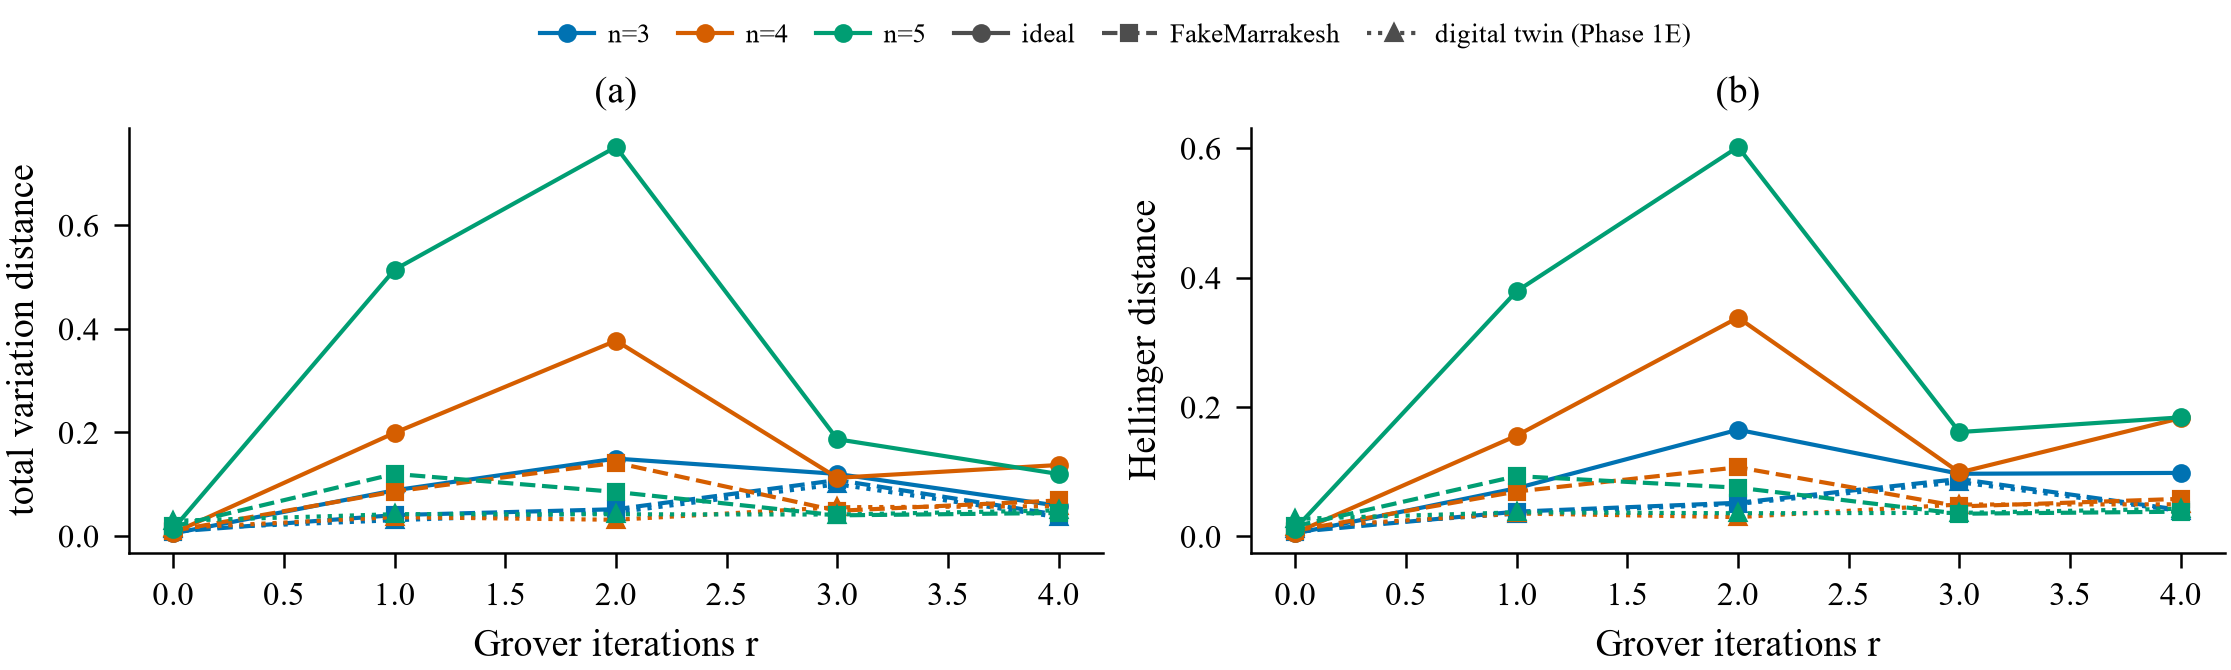 n=3 n=4 n=5 ideal FakeMarrakesh digital twin (Phase 1E)
(a)
total variation distance
0.6
0.4
0.2
0.0
0.0 0.5 1.0 1.5 2.0 2.5 3.0 3.5 4.0
Grover iterations r
(b)
Hellinger distance
0.6
0.4
0.2
0.0
0.0 0.5 1.0 1.5 2.0 2.5 3.0 3.5 4.0
Grover iterations r